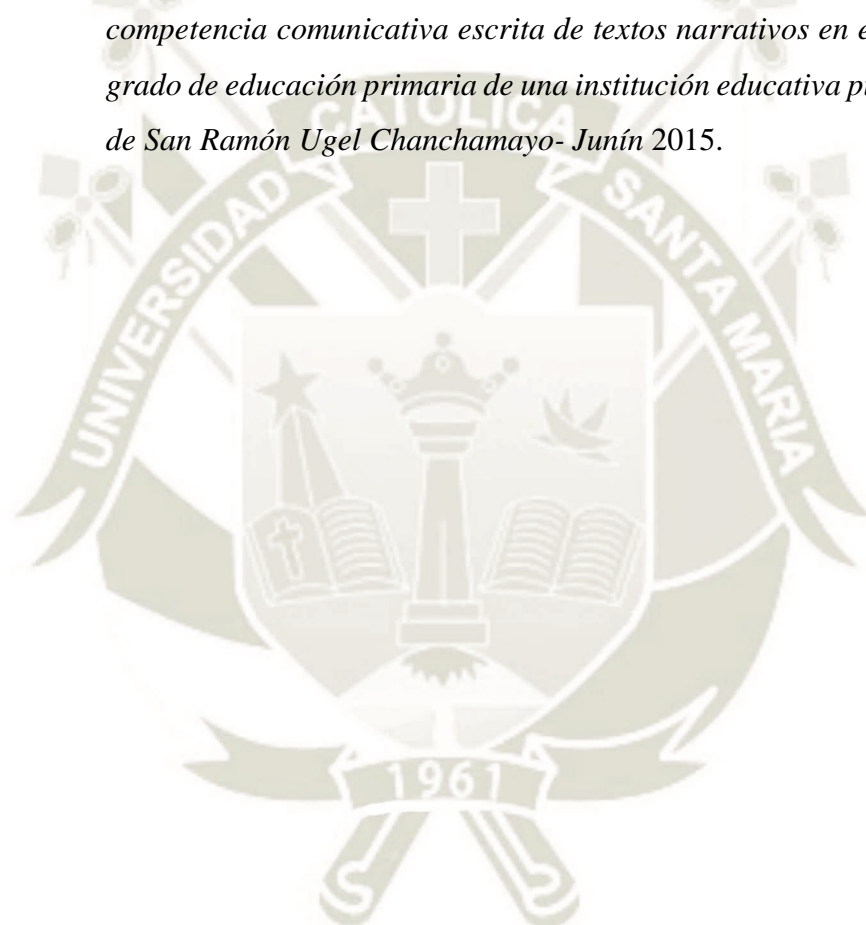 competencia comunicativa escrita de textos narrativos en e
grado de educación primaria de una institución educativa p
de San Ramón Ugel Chanchamayo- Junín 2015.
UNIVERSIDAD CATOLICA SANTA MARIA
1961